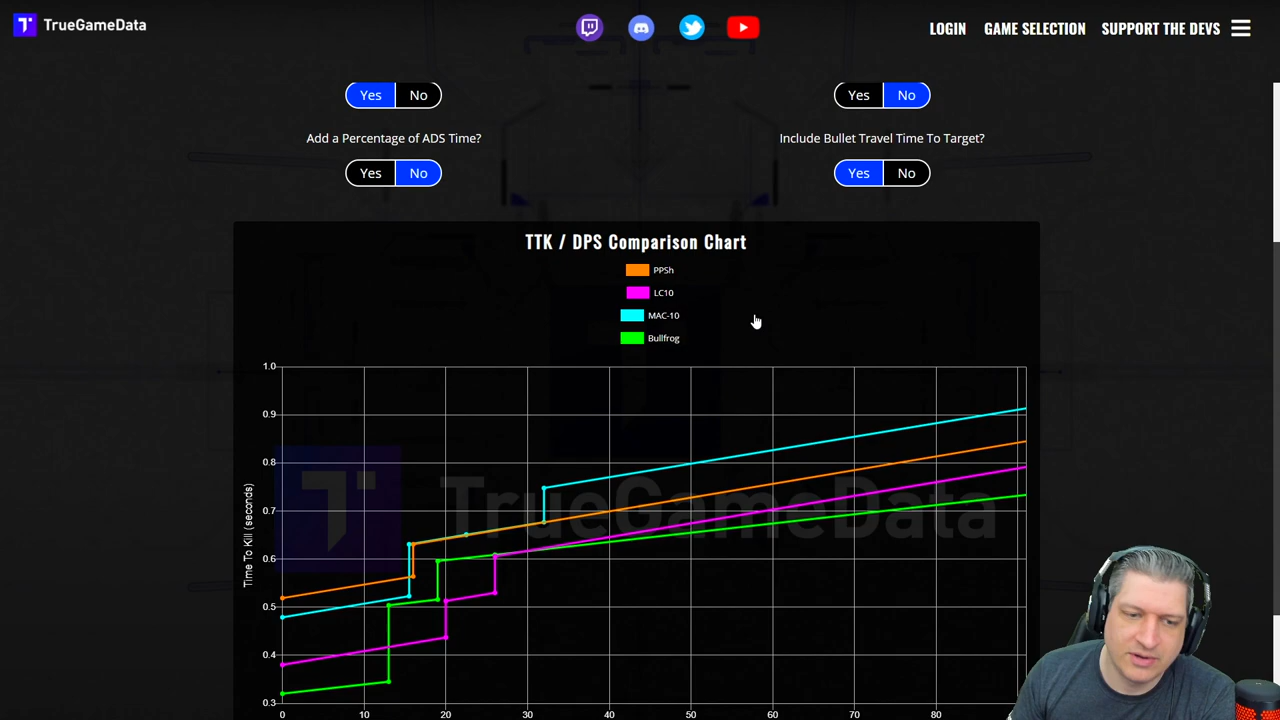 TrueGameData
LOGIN GAME SELECTION SUPPORT THE DEVS
Yes No
Yes No
Add a Percentage of ADS Time?
Include Bullet Travel Time To Target?
Yes No
Yes No
TTK / DPS Comparison Chart
PPSh
LC10
MAC-10
Bullfrog
1.0
0.9
0.8
0.7
0.6
0.5
0.4
0.3
Time To Kill (seconds)
TrueGameData
0 10 20 30 40 50 60 70 80